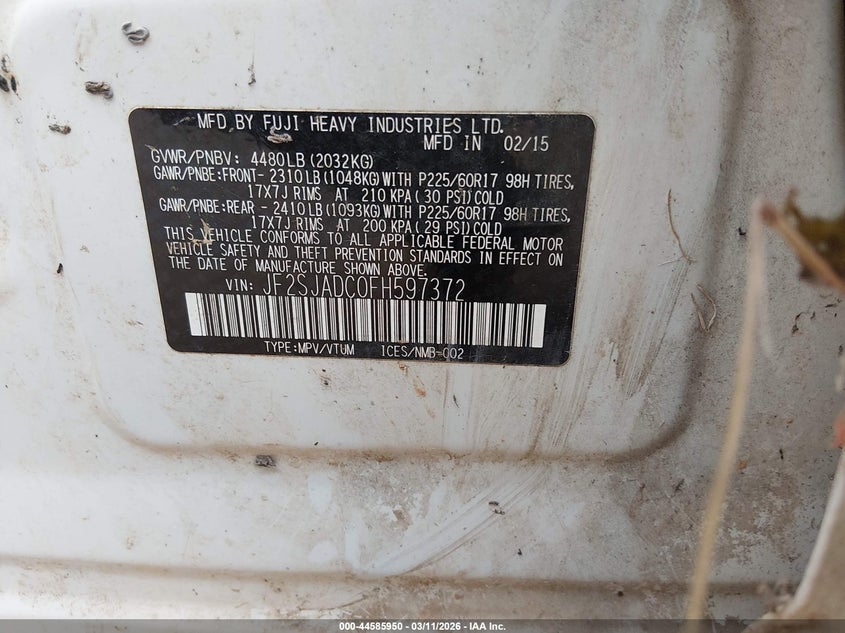 MFD.BY FUJI HEAVY INDUSTRIES LTD.
MFD IN 02/15
GVWR/PNBV: 4480LB(2032KG)
GAWR/PNBE:FRONT- 2310LB(1048KG)WITH P225/60R17 98H TIRES,
17X7J RIMS AT 210 KPA(30 PSI)COLD
GAWR/PNBE:REAR - 2410LB(1093KG)WITH P225/60R17 98H TIRES,
17X7J RIMS AT 200 KPA(29 PSI)COLD
THIS VEHICLE CONFORMS TO ALL APPLICABLE FEDERAL MOTOR
VEHICLE SAFETY AND THEFT PREVENTION STANDARDS IN EFFECT ON
THE DATE OF MANUFACTURE SHOWN ABOVE.
VIN: JF2SJADC0FH597372
TYPE:MPV/VTUM ICES/NMB-002
000-44585950 - 03/11/2026 - IAA Inc.